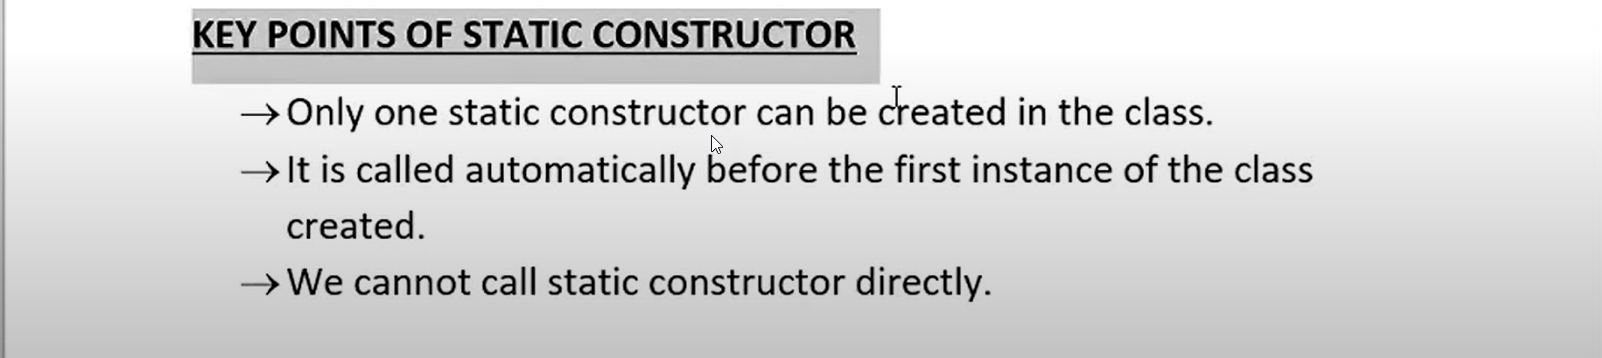 KEY POINTS OF STATIC CONSTRUCTOR
→Only one static constructor can be created in the class.
→It is called automatically before the first instance of the class
created.
→We cannot call static constructor directly.